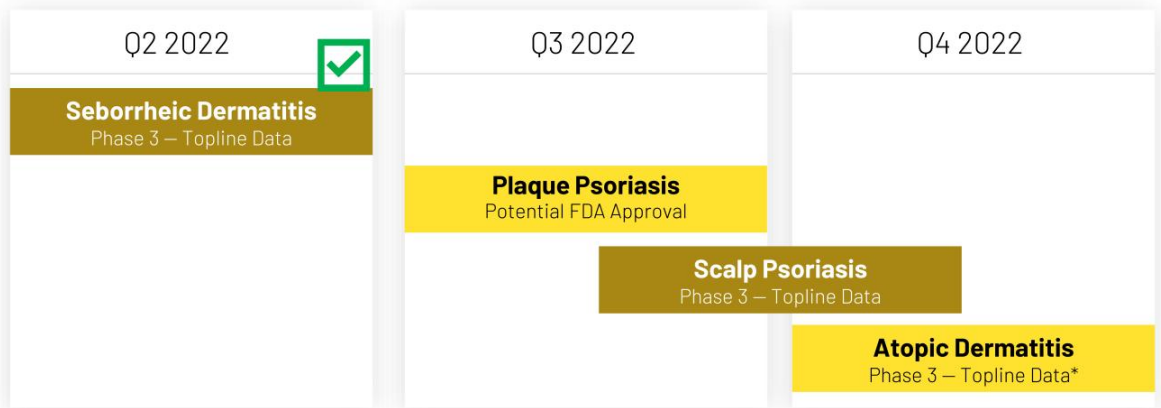 Q2 2022
Q3 2022
Q4 2022
Seborrheic Dermatitis
Phase 3 — Topline Data
Plaque Psoriasis
Potential FDA Approval
Scalp Psoriasis
Phase 3 — Topline Data
Atopic Dermatitis
Phase 3 — Topline Data*